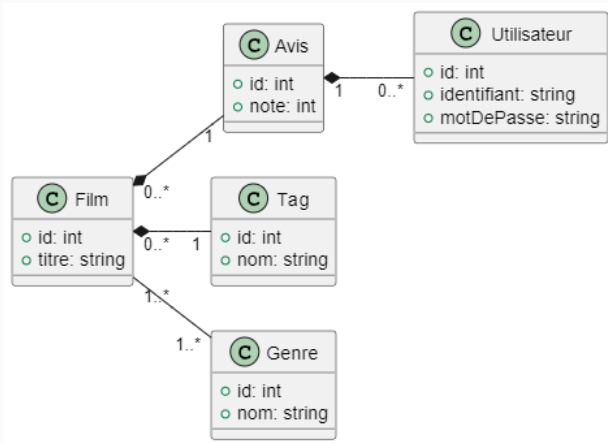 C Avis
id: int
note: int
C Utilisateur
id: int
identifiant: string
motDePasse: string
1
0..*
1
0..*
C Film
id: int
titre: string
0..*
1
C Tag
id: int
nom: string
1..*
1..*
C Genre
id: int
nom: string